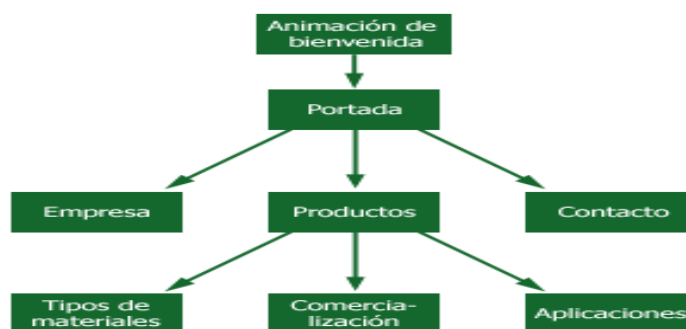 Animación de
bienvenida
Portada
Empresa
Productos
Contacto
Tipos de
materiales
Comercia-
lización
Aplicaciones